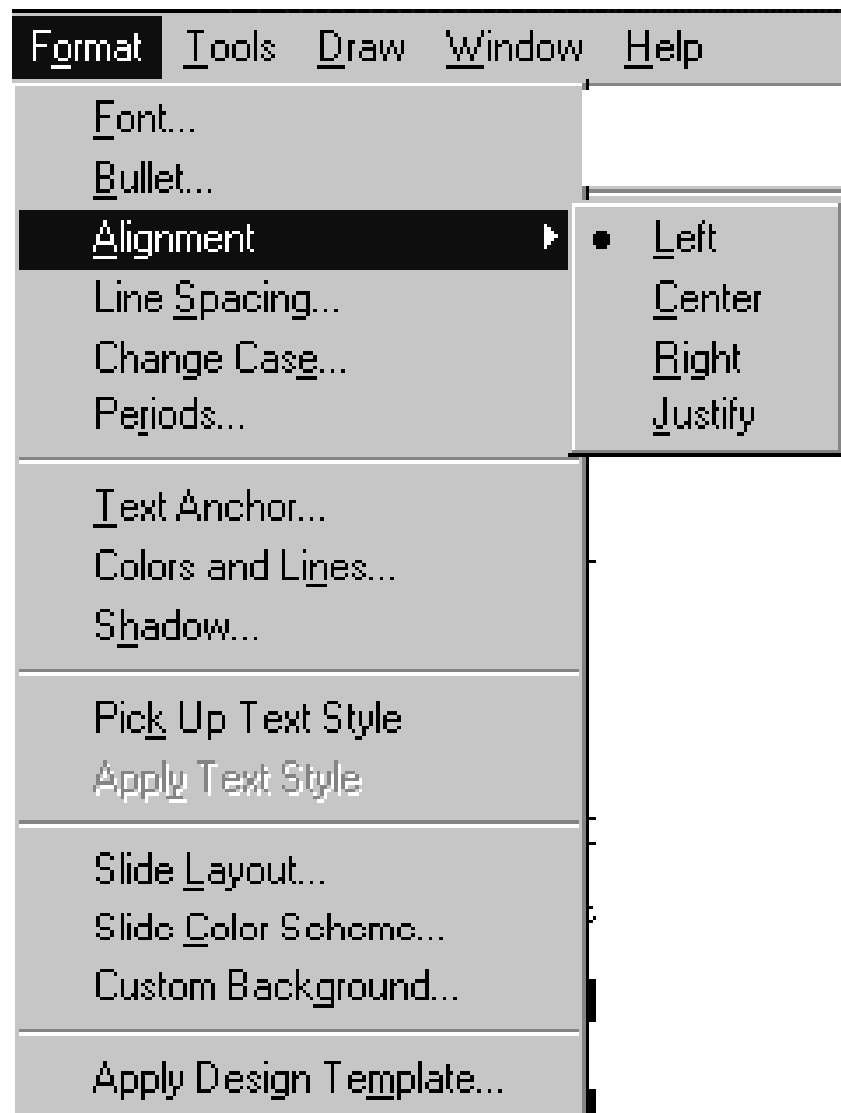 Format Tools Draw Window Help
Font...
Bullet...
Alignment
Left
Center
Right
Justify
Line Spacing...
Change Case...
Periods...
Text Anchor...
Colors and Lines...
Shadow...
Pick Up Text Style
Apply Text Style
Slide Layout...
Slide Color Scheme...
Custom Background...
Apply Design Template...